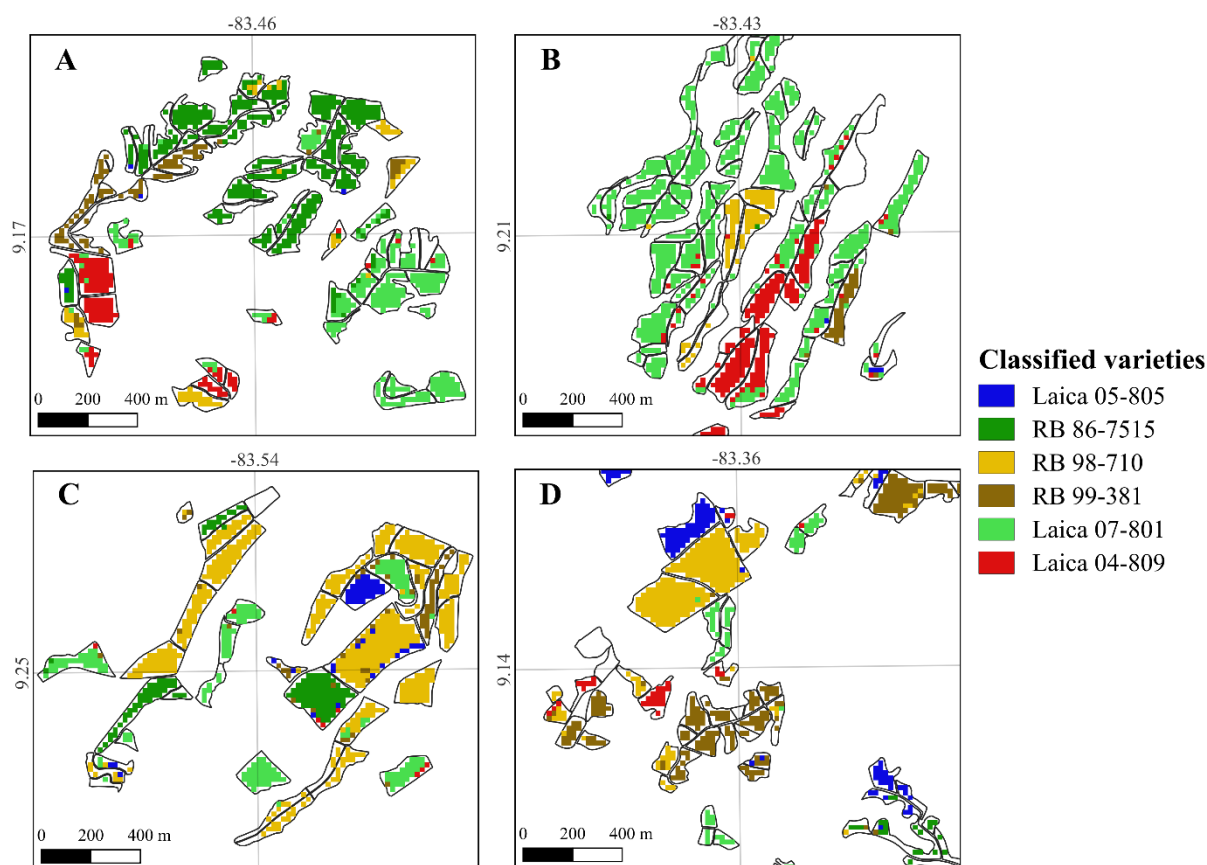 -83.46
-83.43
A
B
9.17
9.21
0 200 400 m
0 200 400 m
Classified varieties
Laica 05-805
RB 86-7515
RB 98-710
RB 99-381
Laica 07-801
Laica 04-809
-83.54
-83.36
C
D
9.25
9.14
0 200 400 m
0 200 400 m